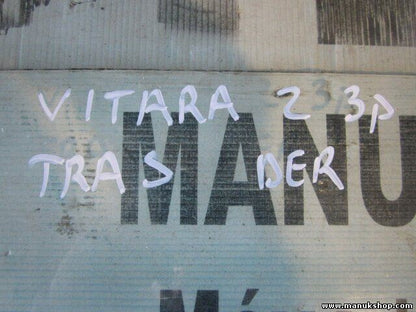 VITARA 2 3p
MANU
TRAS DER
www.manukshop.com